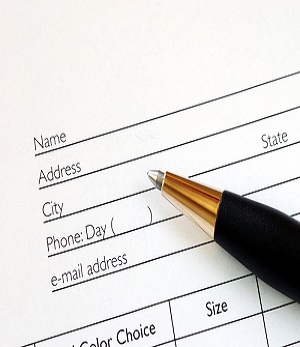 Name
Address
City State
Phone: Day ( )
e-mail address
Color Choice Size